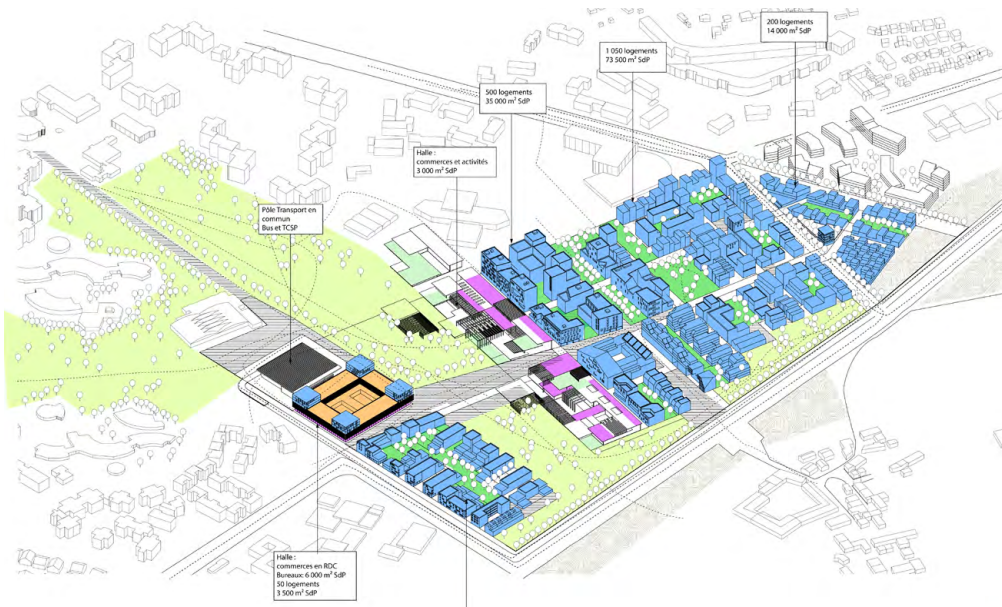 200 logements
14 000 m² SdP
1 050 logements
73 500 m² SdP
500 logements
35 000 m² SdP
Halle :
commerces et activités
3 000 m² SdP
Pôle Transport en
commun
Bus et TCSP
Halle :
commerces en RDC
Bureaux: 6 000 m² SdP
50 logements
3 500 m² SdP